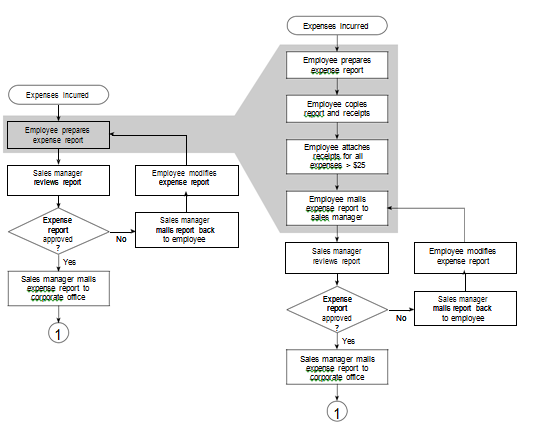 Expenses Incurred
Employee prepares
expense report
Sales manager
reviews report
Employee modifies
expense report
Expense
report
approved
?
No
Sales manager
mails report back
to employee
Yes
Sales manager mails
expense report to
corporate office
1
Expenses Incurred
Employee prepares
expense report
Employee copies
report and receipts
Employee attaches
receipts for all
expenses > $25
Employee mails
expense report to
sales manager
Sales manager
reviews report
Employee modifies
expense report
Expense
report
approved
?
No
Sales manager
mails report back
to employee
Yes
Sales manager mails
expense report to
corporate office
1